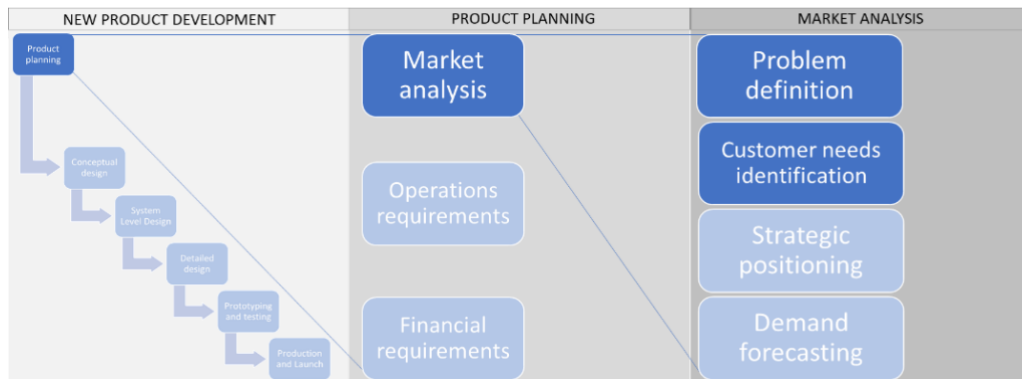 NEW PRODUCT DEVELOPMENT
Product
planning
Conceptual
design
System
Level Design
Detailed
design
Prototyping
and testing
Production
and Launch
PRODUCT PLANNING
Market
analysis
Operations
requirements
Financial
requirements
MARKET ANALYSIS
Problem
definition
Customer needs
identification
Strategic
positioning
Demand
forecasting